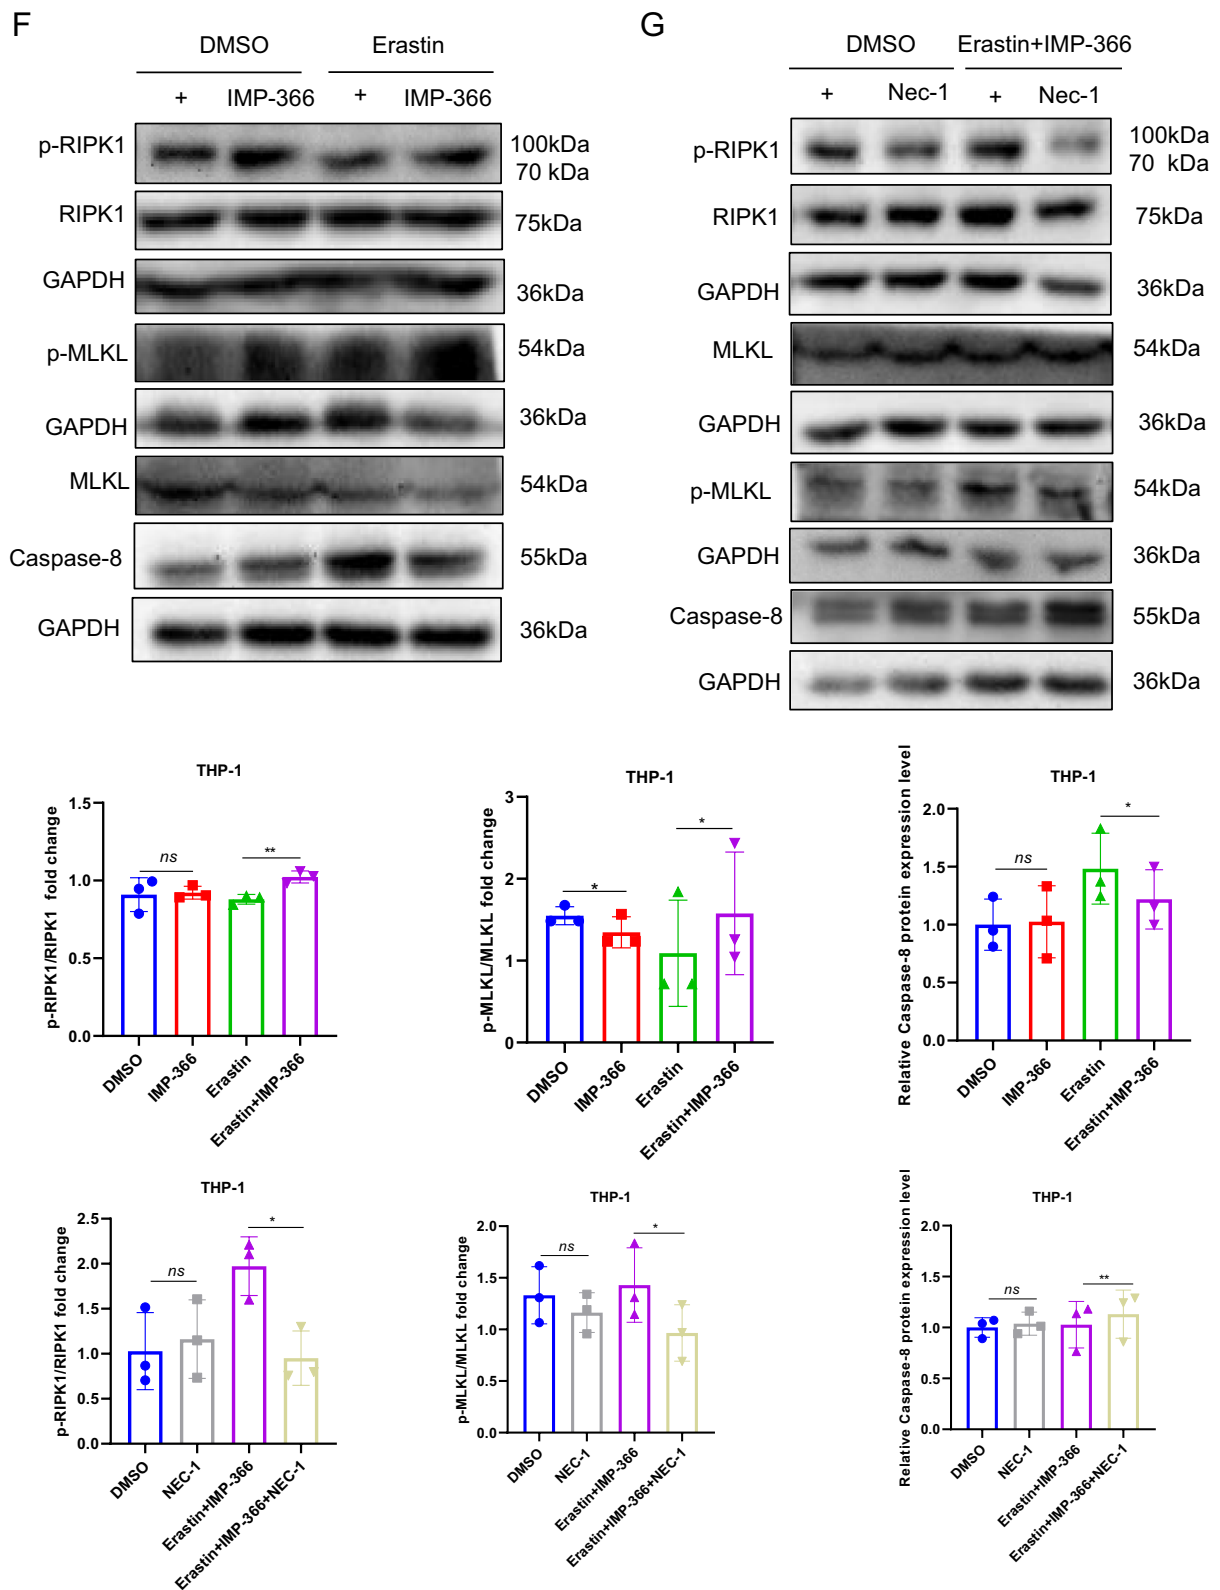 F
DMSO Erastin
+ IMP-366 + IMP-366
p-RIPK1 100kDa
70 kDa
RIPK1 75kDa
GAPDH 36kDa
p-MLKL 54kDa
GAPDH 36kDa
MLKL 54kDa
Caspase-8 55kDa
GAPDH 36kDa
G
DMSO Erastin+IMP-366
+ Nec-1 + Nec-1
p-RIPK1 100kDa
70 kDa
RIPK1 75kDa
GAPDH 36kDa
MLKL 54kDa
GAPDH 36kDa
p-MLKL 54kDa
GAPDH 36kDa
Caspase-8 55kDa
GAPDH 36kDa
THP-1
p-RIPK1/RIPK1 fold change
1.5
1.0
0.5
0.0
ns
**
DMSO
IMP-366
Erastin
Erastin+IMP-366
THP-1
p-MLKL/MLKL fold change
3
2
1
0
*
*
DMSO
IMP-366
Erastin
Erastin+IMP-366
THP-1
Relative Caspase-8 protein expression level
2.0
1.5
1.0
0.5
0.0
ns
*
DMSO
IMP-366
Erastin
Erastin+IMP-366
THP-1
p-RIPK1/RIPK1 fold change
2.5
2.0
1.5
1.0
0.5
0.0
ns
*
DMSO
NEC-1
Erastin+IMP-366
Erastin+IMP-366+NEC-1
THP-1
p-MLKL/MLKL fold change
2.0
1.5
1.0
0.5
0.0
ns
*
DMSO
NEC-1
Erastin+IMP-366
Erastin+IMP-366+NEC-1
THP-1
Relative Caspase-8 protein expression level
2.0
1.5
1.0
0.5
0.0
ns
**
DMSO
NEC-1
Erastin+IMP-366
Erastin+IMP-366+NEC-1